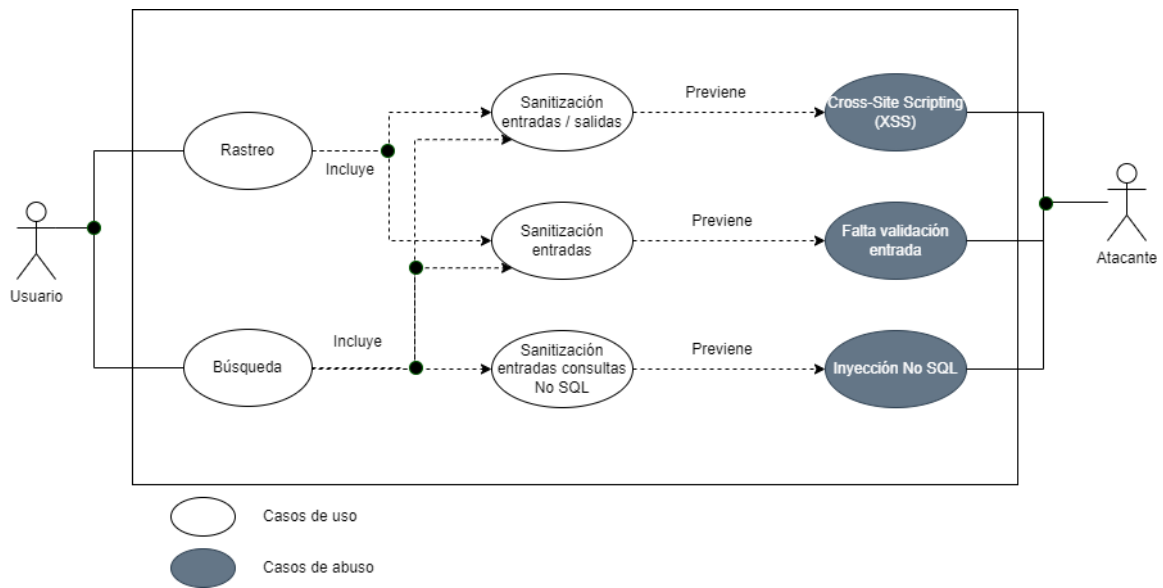 Sanitización
entradas / salidas
Previene
Cross-Site Scripting
(XSS)
Rastreo
Incluye
Usuario
Sanitización
entradas
Previene
Falta validación
entrada
Atacante
Búsqueda
Incluye
Sanitización
entradas consultas
No SQL
Previene
Inyección No SQL
Casos de uso
Casos de abuso